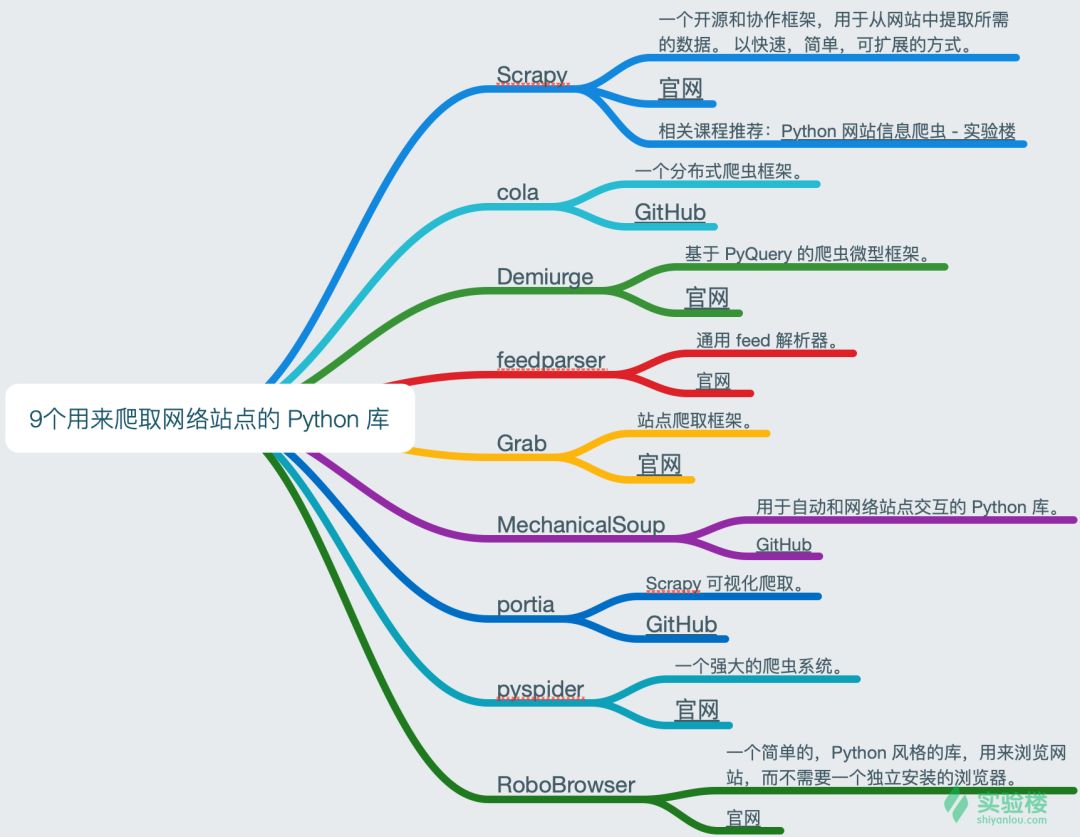 一个开源和协作框架，用于从网站中提取所需
的数据。 以快速，简单，可扩展的方式。
Scrapy
官网
相关课程推荐：Python 网站信息爬虫 - 实验楼
一个分布式爬虫框架。
cola
GitHub
基于 PyQuery 的爬虫微型框架。
Demiurge
官网
通用 feed 解析器。
feedparser
官网
9个用来爬取网络站点的 Python 库
站点爬取框架。
Grab
官网
用于自动和网络站点交互的 Python 库。
MechanicalSoup
GitHub
Scrapy 可视化爬取。
portia
GitHub
一个强大的爬虫系统。
pyspider
官网
一个简单的，Python 风格的库，用来浏览网
站，而不需要一个独立安装的浏览器。
RoboBrowser
官网
实验楼
shiyanlou.com